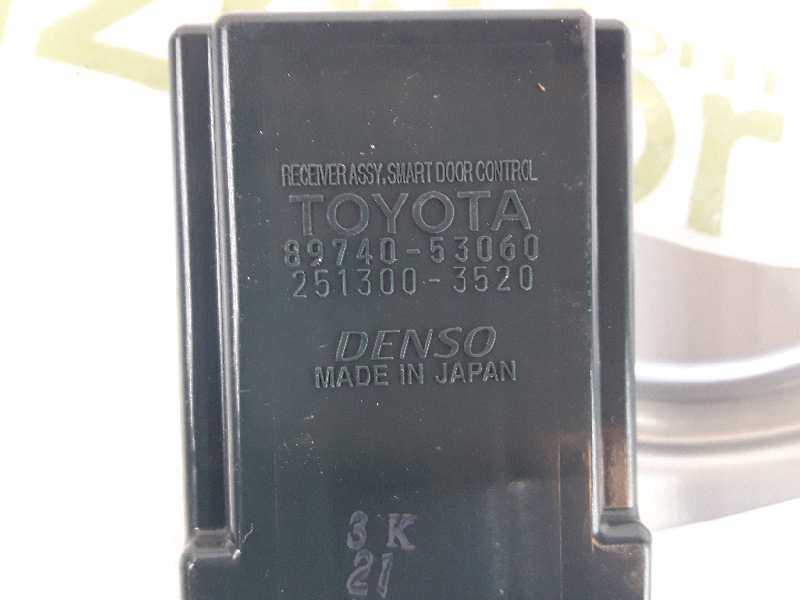 RECEIVER ASSY, SMART DOOR CONTROL
TOYOTA
89740-53060
251300-3520
DENSO
MADE IN JAPAN
3 K
21